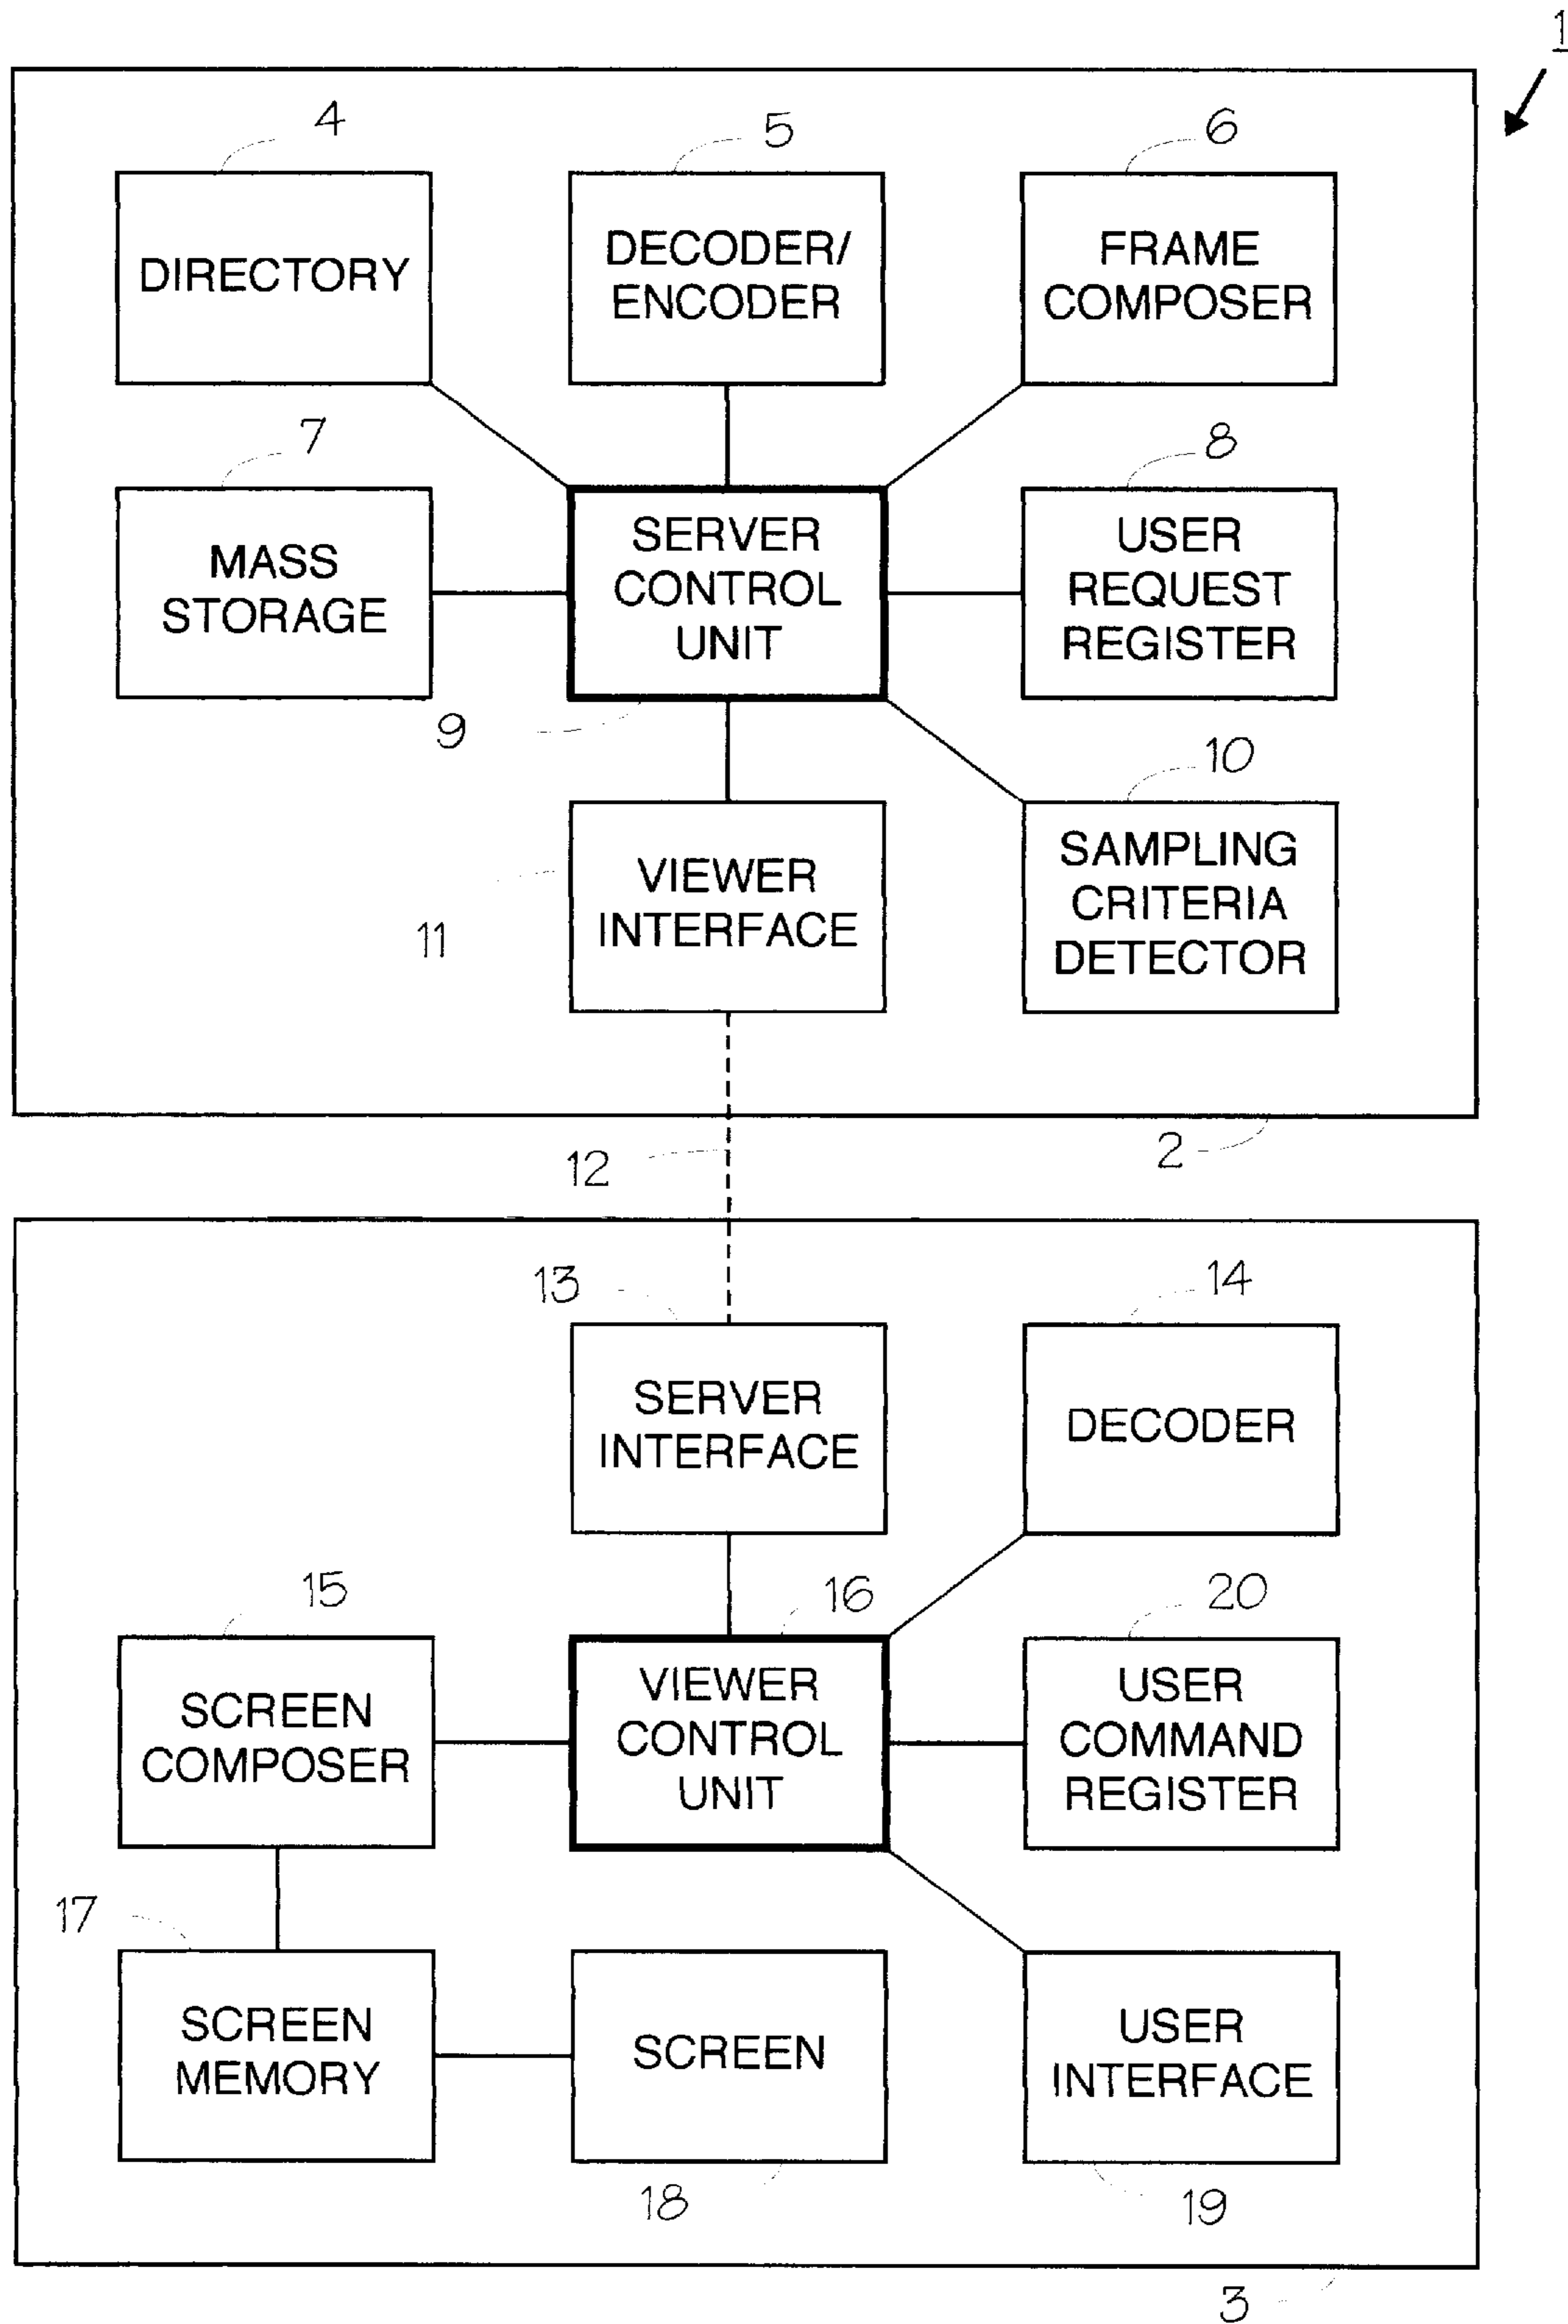 1
4
5
6
DIRECTORY
DECODER/
ENCODER
FRAME
COMPOSER
7
8
MASS
STORAGE
SERVER
CONTROL
UNIT
USER
REQUEST
REGISTER
9
10
11
VIEWER
INTERFACE
SAMPLING
CRITERIA
DETECTOR
12
2
13
14
SERVER
INTERFACE
DECODER
15
16
20
SCREEN
COMPOSER
VIEWER
CONTROL
UNIT
USER
COMMAND
REGISTER
17
SCREEN
MEMORY
SCREEN
USER
INTERFACE
18
19
3